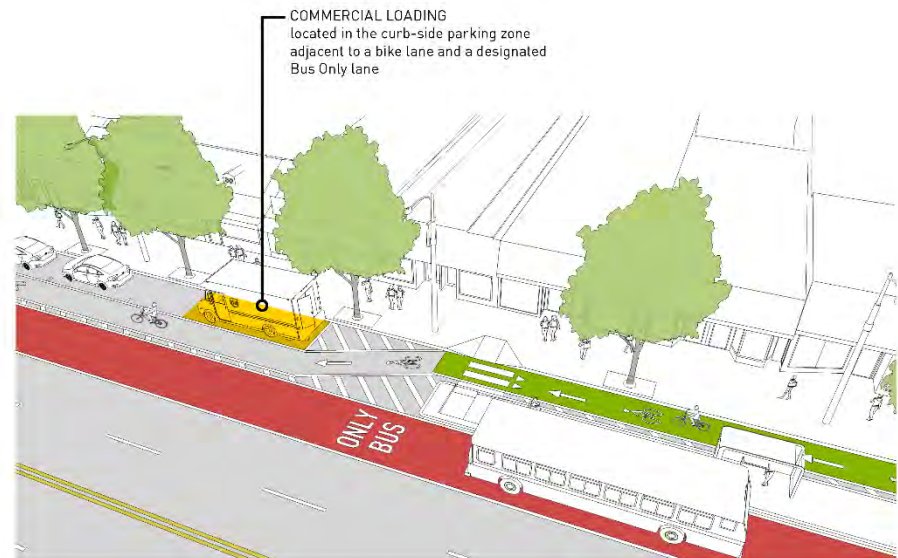 COMMERCIAL LOADING
located in the curb-side parking zone
adjacent to a bike lane and a designated
Bus Only lane
ONLY
BUS